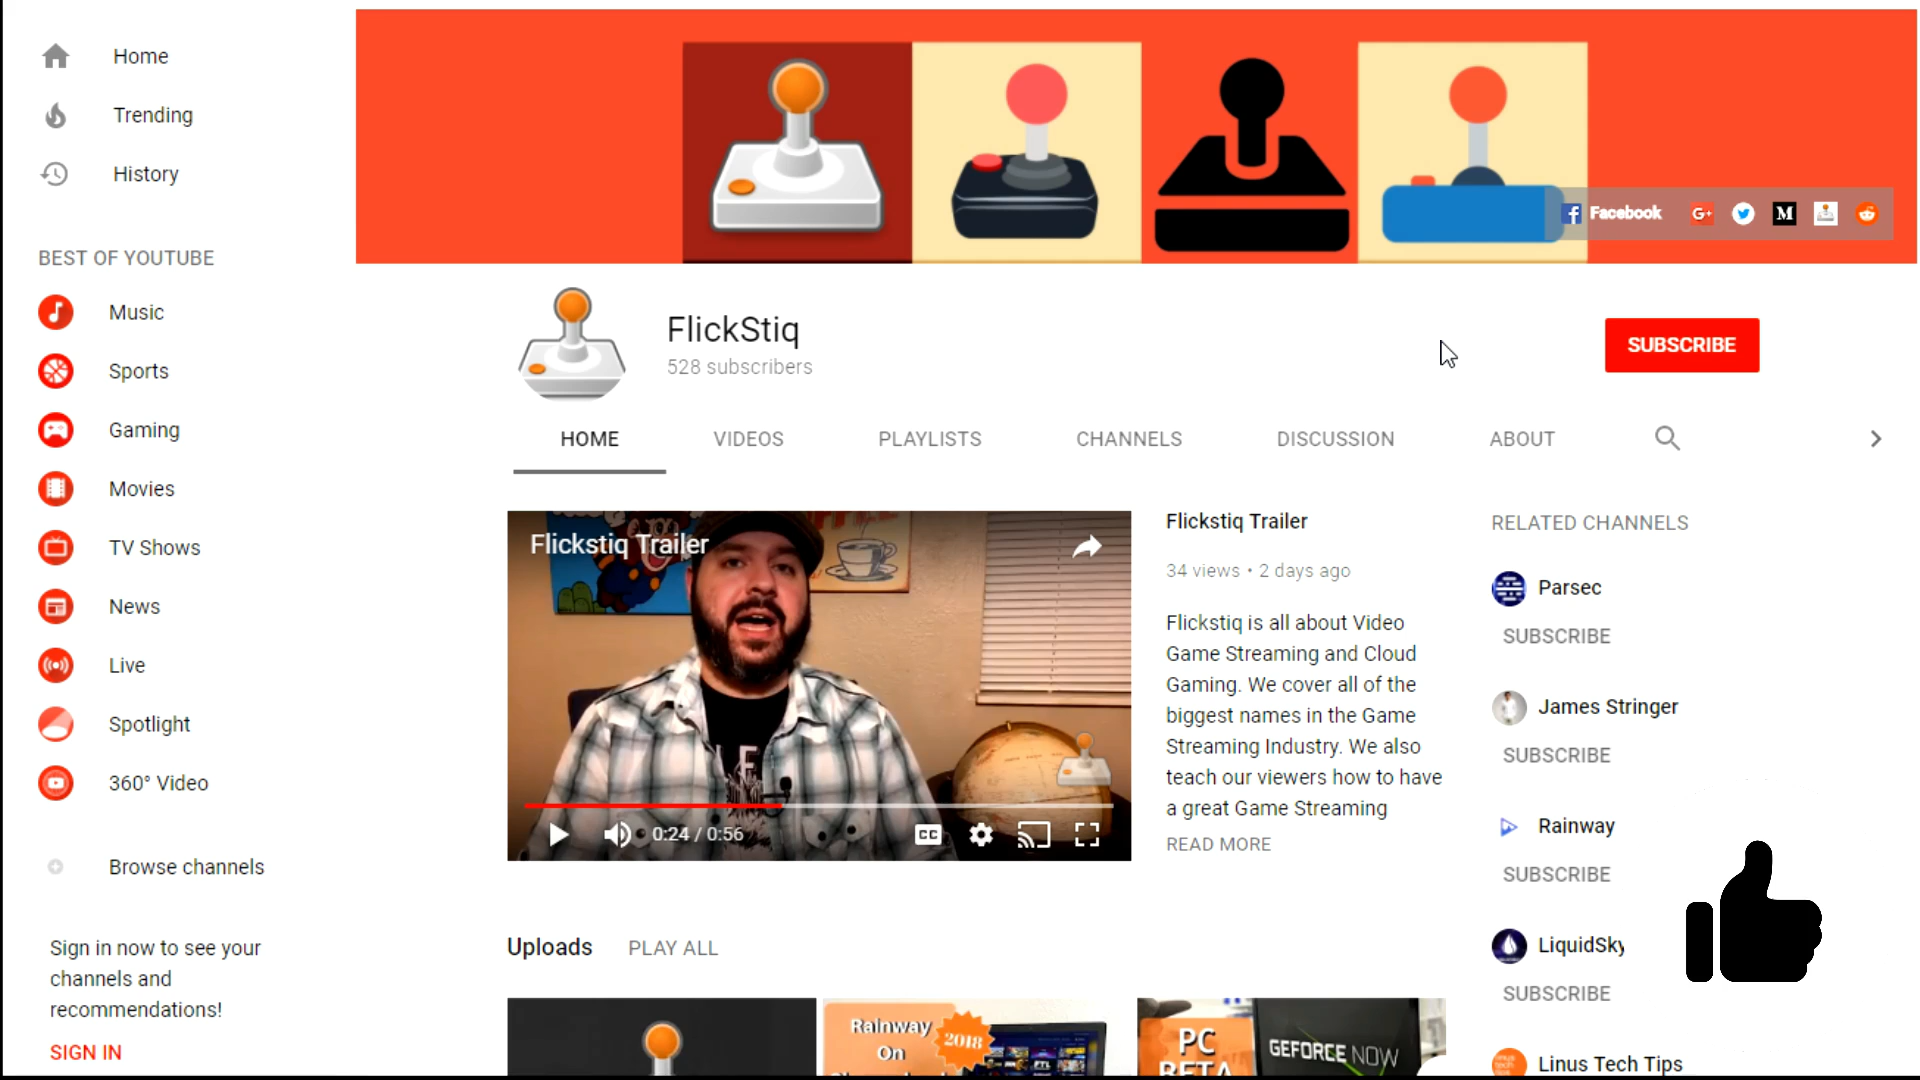 Home
Trending
History
BEST OF YOUTUBE
Music
Sports
Gaming
Movies
TV Shows
News
Live
Spotlight
360° Video
Browse channels
Sign in now to see your
channels and
recommendations!
SIGN IN
Facebook
G+
M
FlickStiq
528 subscribers
SUBSCRIBE
HOME
VIDEOS
PLAYLISTS
CHANNELS
DISCUSSION
ABOUT
Flickstiq Trailer
0:24 / 0:56
CC
Flickstiq Trailer
34 views • 2 days ago
Flickstiq is all about Video
Game Streaming and Cloud
Gaming. We cover all of the
biggest names in the Game
Streaming Industry. We also
teach our viewers how to have
a great Game Streaming
READ MORE
RELATED CHANNELS
Parsec
SUBSCRIBE
James Stringer
SUBSCRIBE
Rainway
SUBSCRIBE
LiquidSky
SUBSCRIBE
Linus Tech Tips
Uploads
PLAY ALL
Rainway
On
2018
PC
BETA
GEFORCE NOW